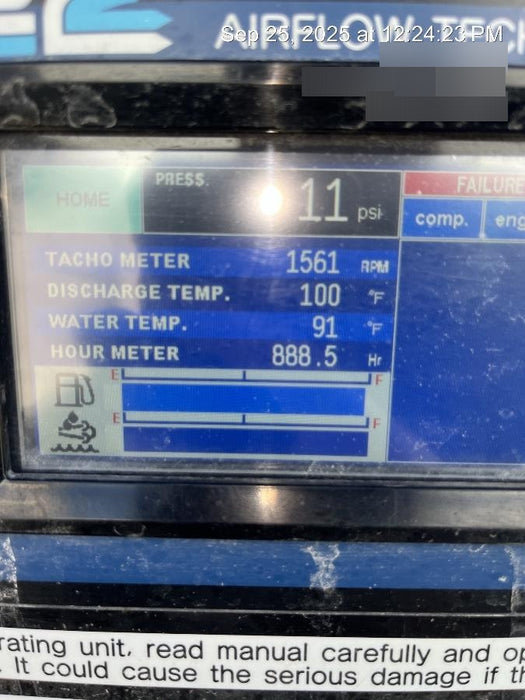 Sep 25, 2025 at 12:24:23 PM
AIRFLOW TECH
HOME
PRESS.
11 psi
FAILURE
comp. eng
TACHO METER 1561 RPM
DISCHARGE TEMP. 100 °F
WATER TEMP. 91 °F
HOUR METER 888.5 Hr
E F
E F
rating unit, read manual carefully and op
. It could cause the serious damage if th